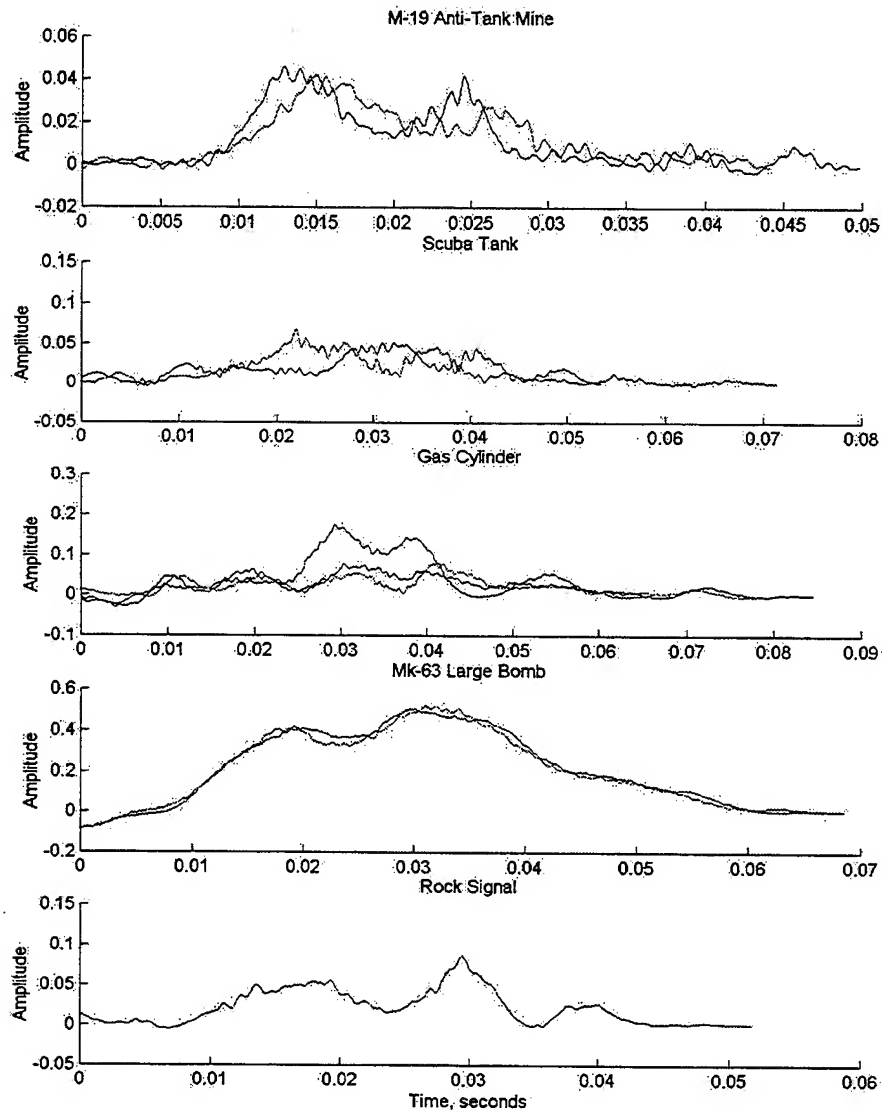 M-19 Anti-Tank Mine
0.06
0.04
0.02
0
-0.02
Amplitude
0 0.005 0.01 0.015 0.02 0.025 0.03 0.035 0.04 0.045 0.05
Scuba Tank
0.15
0.1
0.05
0
-0.05
Amplitude
0 0.01 0.02 0.03 0.04 0.05 0.06 0.07 0.08
Gas Cylinder
0.3
0.2
0.1
0
-0.1
Amplitude
0 0.01 0.02 0.03 0.04 0.05 0.06 0.07 0.08 0.09
Mk-63 Large Bomb
0.6
0.4
0.2
0
-0.2
Amplitude
0 0.01 0.02 0.03 0.04 0.05 0.06 0.07
Rock Signal
0.15
0.1
0.05
0
-0.05
Amplitude
0 0.01 0.02 0.03 0.04 0.05 0.06
Time, seconds